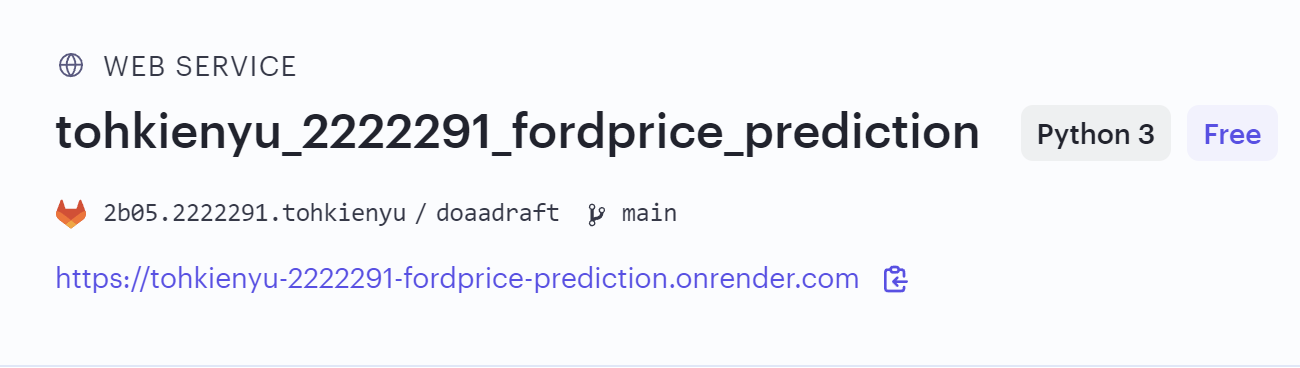 WEB SERVICE
tohkienyu_2222291_fordprice_prediction Python 3 Free
2b05.2222291.tohkienyu / doaadraft main
https://tohkienyu-2222291-fordprice-prediction.onrender.com